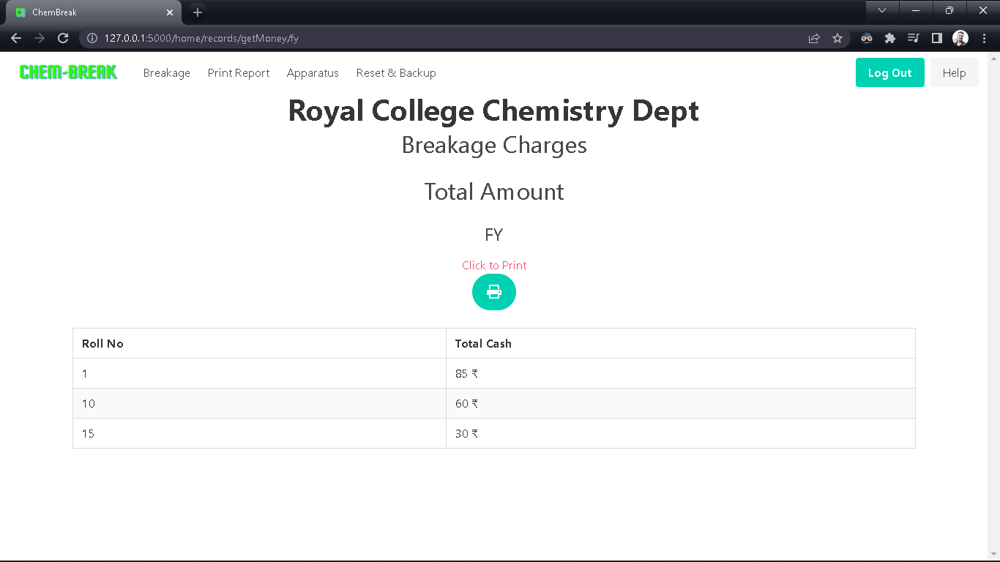 ChemBreak
127.0.0.1:5000/home/records/getMoney/fy
CHEM-BREAK Breakage Print Report Apparatus Reset & Backup Log Out Help
Royal College Chemistry Dept
Breakage Charges
Total Amount
FY
Click to Print
Roll No Total Cash
1 85 ₹
10 60 ₹
15 30 ₹